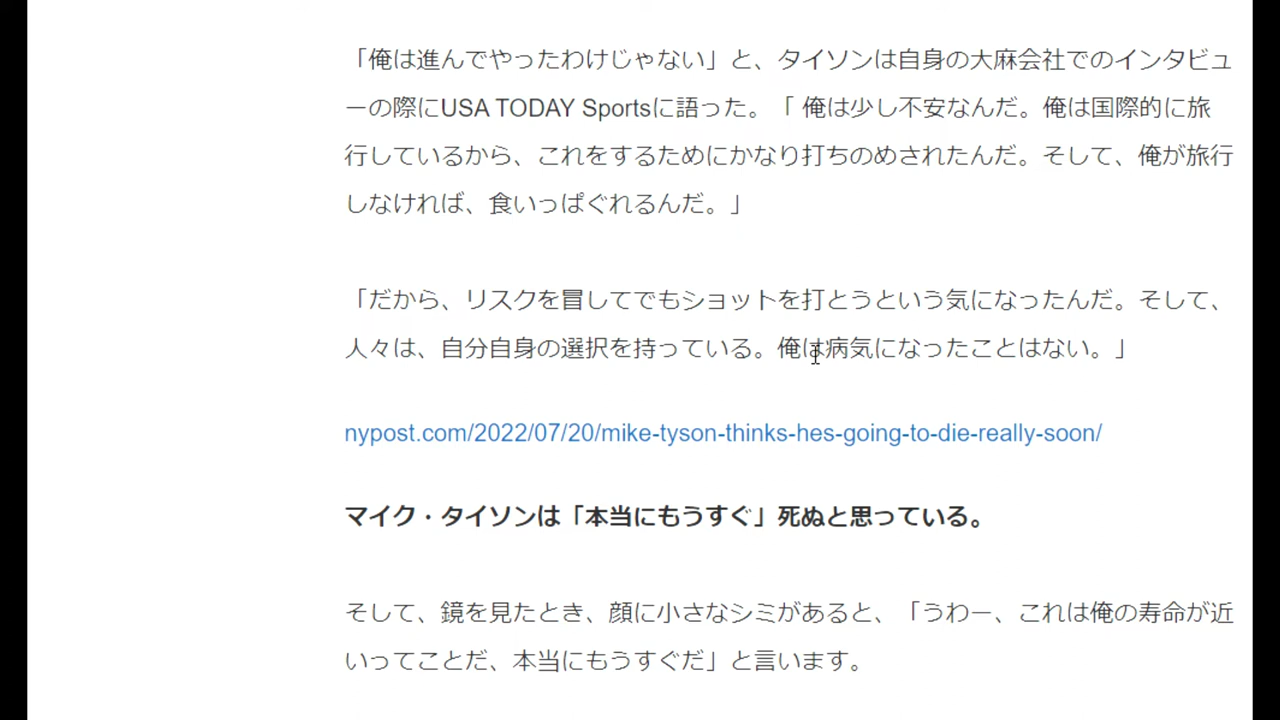 「俺は進んでやったわけじゃない」と、タイソンは自身の大麻会社でのインタビュ
ーの際にUSA TODAY Sportsに語った。「 俺は少し不安なんだ。俺は国際的に旅
行しているから、これをするためにかなり打ちのめされたんだ。そして、俺が旅行
しなければ、食いっぱぐれるんだ。」
「だから、リスクを冒してでもショットを打とうという気になったんだ。そして、
人々は、自分自身の選択を持っている。俺は病気になったことはない。」
nypost.com/2022/07/20/mike-tyson-thinks-hes-going-to-die-really-soon/
マイク・タイソンは「本当にもうすぐ」死ぬと思っている。
そして、鏡を見たとき、顔に小さなシミがあると、「うわー、これは俺の寿命が近
いってことだ、本当にもうすぐだ」と言います。